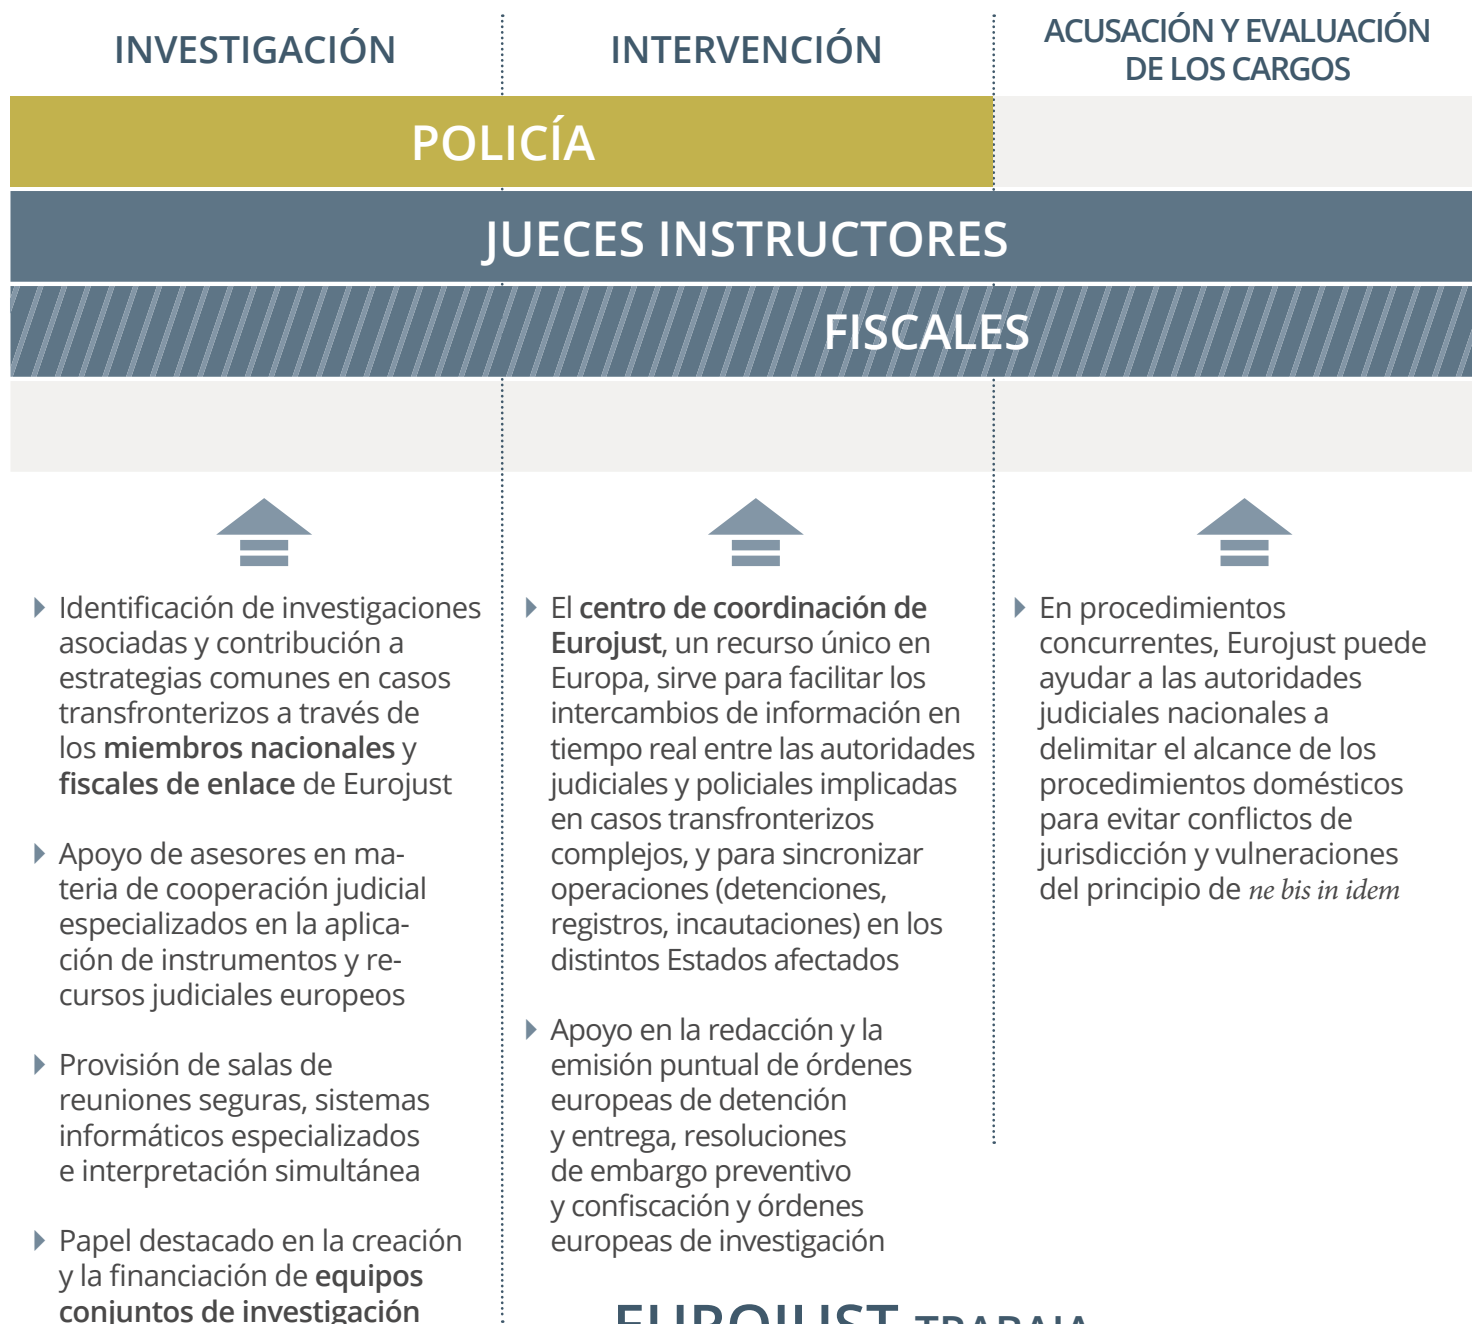 INVESTIGACIÓN
INTERVENCIÓN
ACUSACIÓN Y EVALUACIÓN
DE LOS CARGOS
POLICÍA
JUECES INSTRUCTORES
FISCALES
Identificación de investigaciones
asociadas y contribución a
estrategias comunes en casos
transfronterizos a través de
los miembros nacionales y
fiscales de enlace de Eurojust
Apoyo de asesores en ma-
teria de cooperación judicial
especializados en la aplica-
ción de instrumentos y re-
cursos judiciales europeos
Provisión de salas de
reuniones seguras, sistemas
informáticos especializados
e interpretación simultánea
Papel destacado en la creación
y la financiación de equipos
conjuntos de investigación
El centro de coordinación de
Eurojust, un recurso único en
Europa, sirve para facilitar los
intercambios de información en
tiempo real entre las autoridades
judiciales y policiales implicadas
en casos transfronterizos
complejos, y para sincronizar
operaciones (detenciones,
registros, incautaciones) en los
distintos Estados afectados
Apoyo en la redacción y la
emisión puntual de órdenes
europeas de detención
y entrega, resoluciones
de embargo preventivo
y confiscación y órdenes
europeas de investigación
En procedimientos
concurrentes, Eurojust puede
ayudar a las autoridades
judiciales nacionales a
delimitar el alcance de los
procedimientos domésticos
para evitar conflictos de
jurisdicción y vulneraciones
del principio de ne bis in idem
EUROJUST TRABAJA